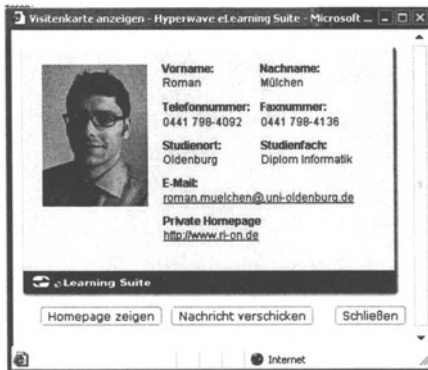 Visitenkarte anzeigen - Hyperwave eLearning Suite - Microsoft ...
Vorname: Nachname:
Roman Mülchen
Telefonnummer: Faxnummer:
0441 798-4092 0441 798-4136
Studienort: Studienfach:
Oldenburg Diplom Informatik
E-Mail:
roman.muelchen@.uni-oldenburg.de
Private Homepage
http://www.ri-on.de
eLearning Suite
Homepage zeigen Nachricht verschicken Schließen
Internet